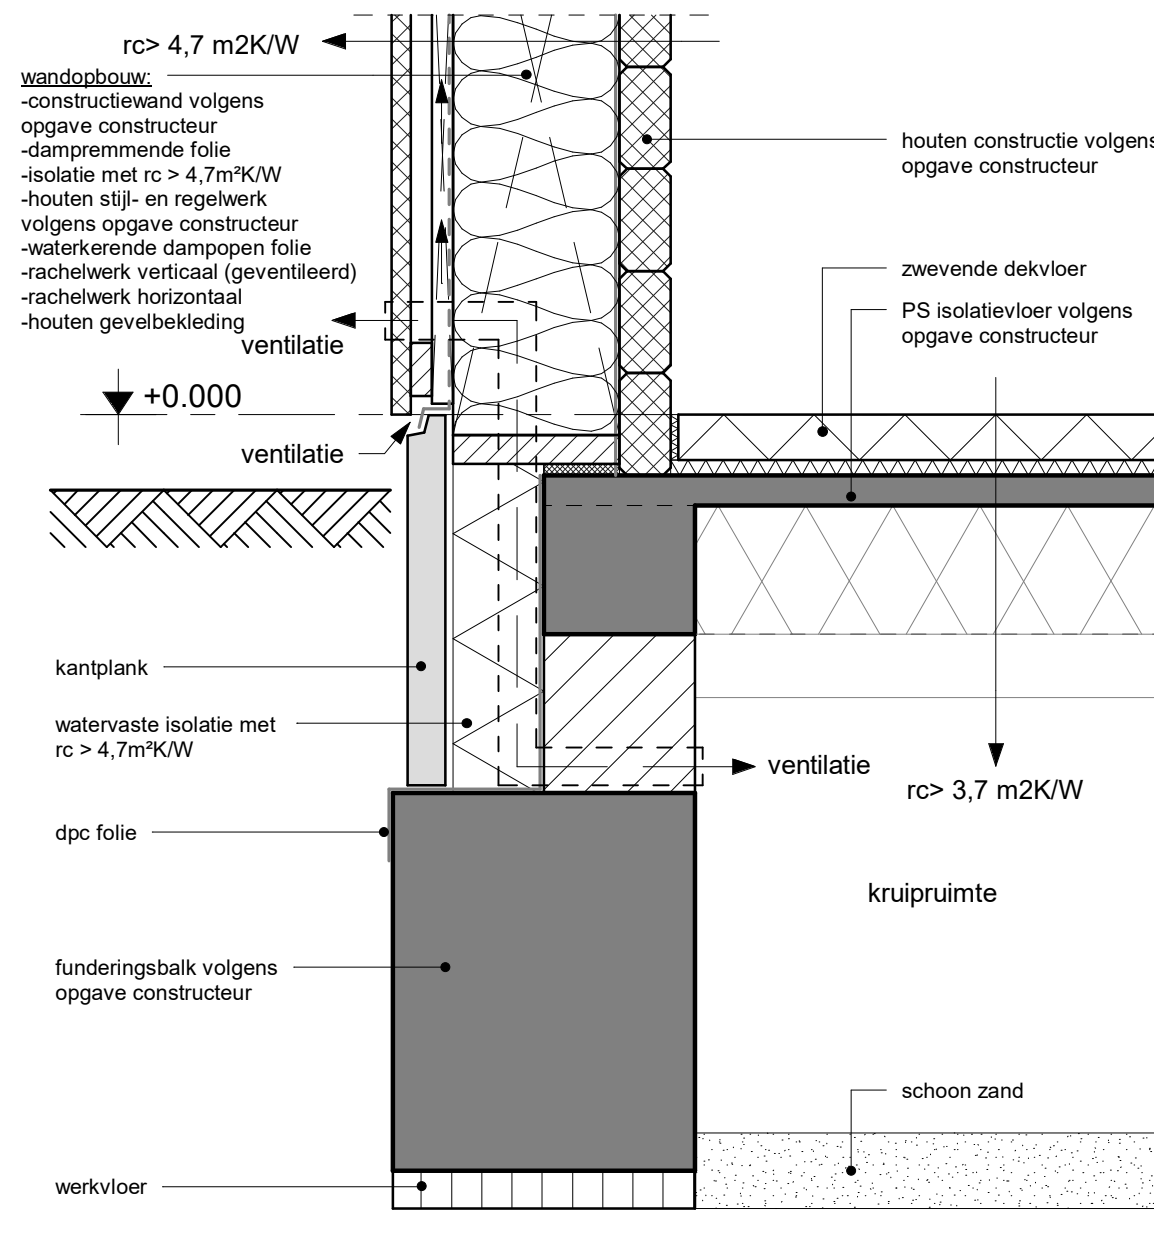 rc> 4,7 m2K/W
wandopbouw:
-constructiewand volgens
opgave constructeur
-dampremmende folie
-isolatie met rc > 4,7m²K/W
-houten stijl- en regelwerk
volgens opgave constructeur
-waterkerende dampopen folie
-rachelwerk verticaal (geventileerd)
-rachelwerk horizontaal
-houten gevelbekleding
ventilatie
+0.000
ventilatie
houten constructie volgens
opgave constructeur
zwevende dekvloer
PS isolatievloer volgens
opgave constructeur
kantplank
watervaste isolatie met
rc > 4,7m²K/W
ventilatie
rc> 3,7 m2K/W
dpc folie
kruipruimte
funderingsbalk volgens
opgave constructeur
schoon zand
werkvloer